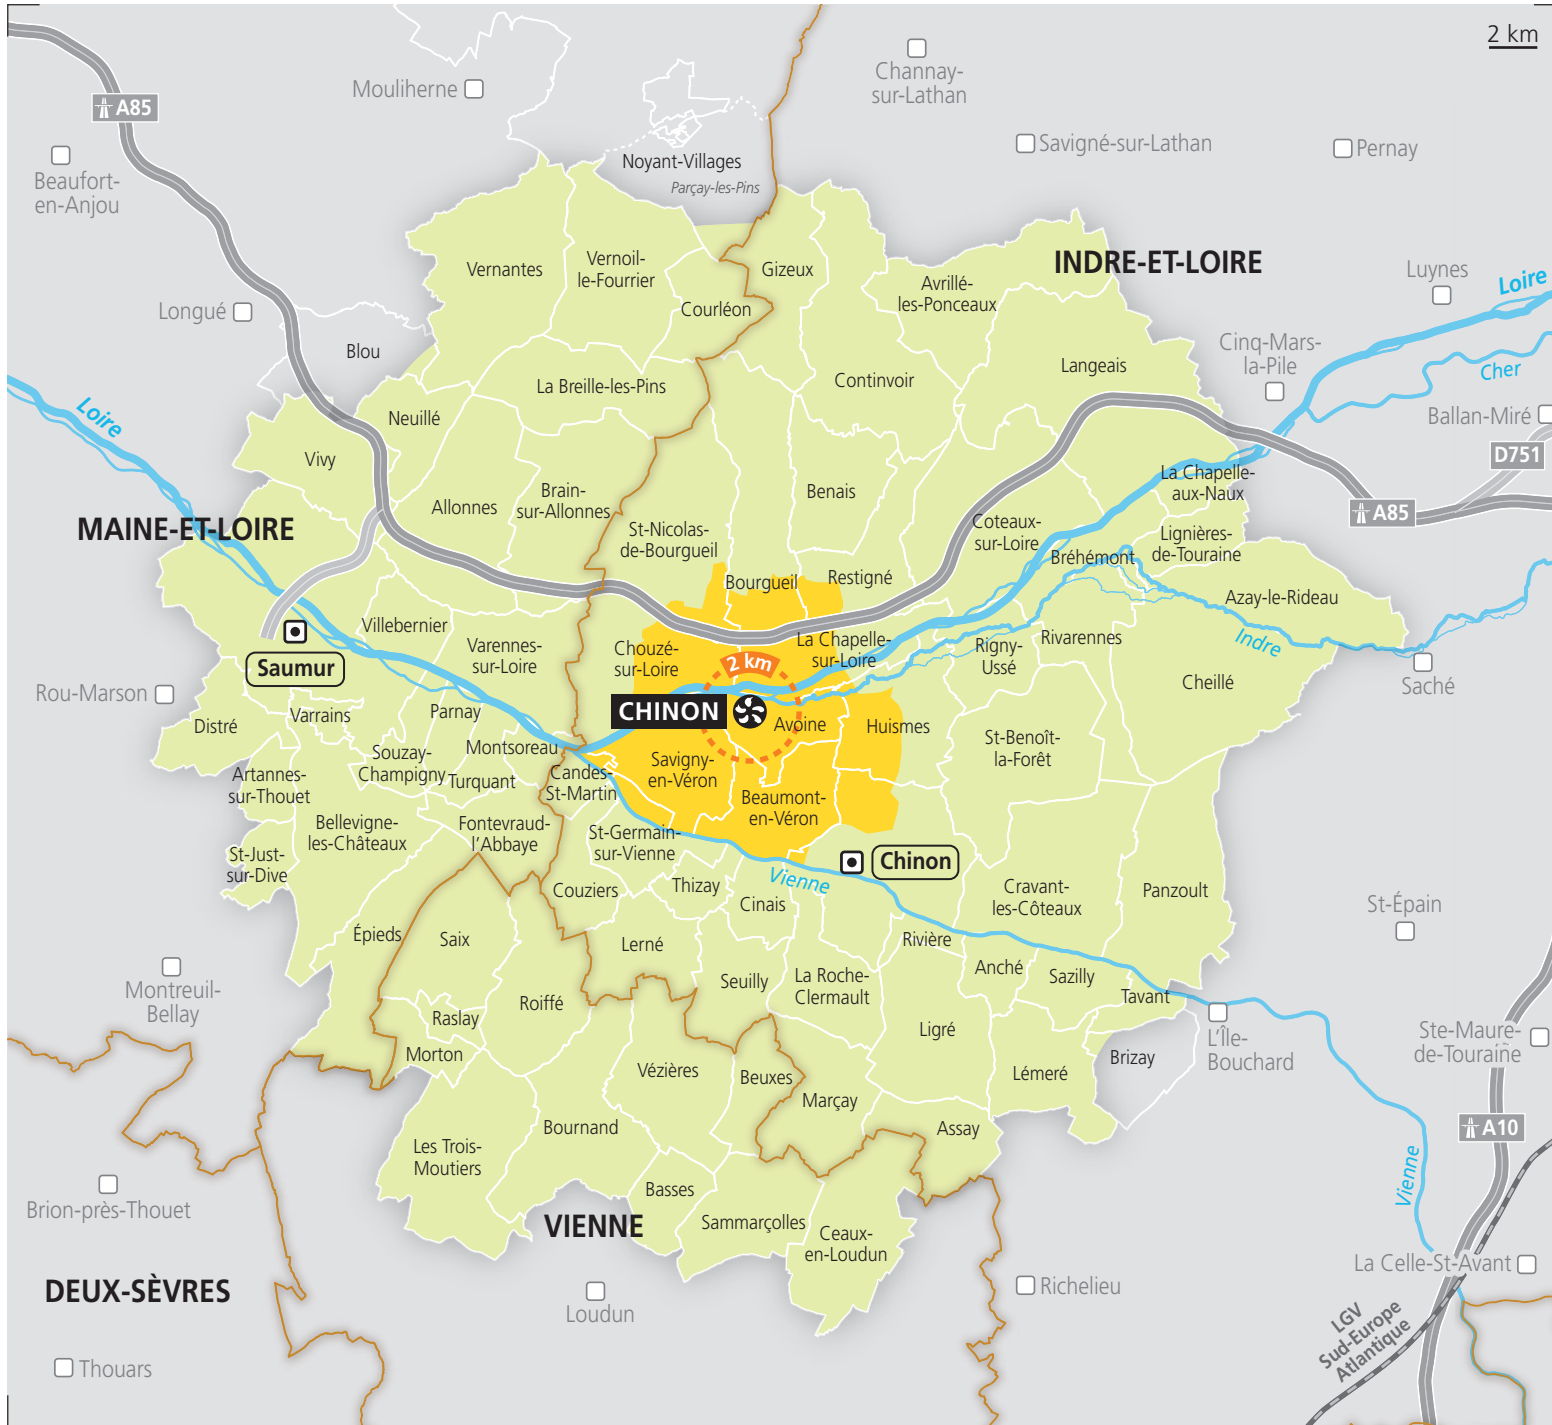 2 km
Channay-
sur-Lathan
Mouliherne
A85
Savigné-sur-Lathan
Pernay
Noyant-Villages
Parçay-les-Pins
Beaufort-
en-Anjou
INDRE-ET-LOIRE
Vernantes
Vernoil-
le-Fourrier
Gizeux
Luynes
Loire
Avrillé-
les-Ponceaux
Courléon
Longué
Blou
Cinq-Mars-
la-Pile
Langeais
Cher
Continvoir
La Breille-les-Pins
Neuillé
Loire
Ballan-Miré
D751
Vivy
La Chapelle-
aux-Naux
Benais
Brain-
sur-Allonnes
Allonnes
A85
MAINE-ET-LOIRE
St-Nicolas-
de-Bourgueil
Coteaux-
sur-Loire
Lignières-
de-Touraine
Bréhémont
Bourgueil
Restigné
Azay-le-Rideau
Villebernier
Rivarennes
Indre
Varennes-
sur-Loire
Chouzé-
sur-Loire
La Chapelle-
sur-Loire
Rigny-
Ussé
Saumur
2 km
Cheillé
Saché
Rou-Marson
Varrains
Parnay
CHINON
Avoine
Huismes
Distré
Montsoreau
St-Benoît-
la-Forêt
Souzay-
Champigny
Turquant
Savigny-
en-Véron
Candes-
St-Martin
Artannes-
sur-Thouet
Beaumont-
en-Véron
Bellevigne-
les-Châteaux
Fontevraud-
l'Abbaye
St-Germain-
sur-Vienne
St-Just-
sur-Dive
Chinon
Vienne
Couziers
Thizay
Cinais
Cravant-
les-Côteaux
Panzoult
St-Épain
Épieds
Saix
Lerné
Rivière
Seuilly
La Roche-
Clermault
Anché
Sazilly
Tavant
Montreuil-
Bellay
Roiffé
Raslay
Ligré
L'Île-
Bouchard
Ste-Maure-
de-Touraine
Morton
Vézières
Beuxes
Lémeré
Brizay
Marçay
Bournand
Assay
A10
Les Trois-
Moutiers
Vienne
Basses
Brion-près-Thouet
VIENNE
Sammarçolles
Ceaux-
en-Loudun
La Celle-St-Avant
DEUX-SÈVRES
Loudun
Richelieu
LGV
Sud-Europe
Atlantique
Thouars